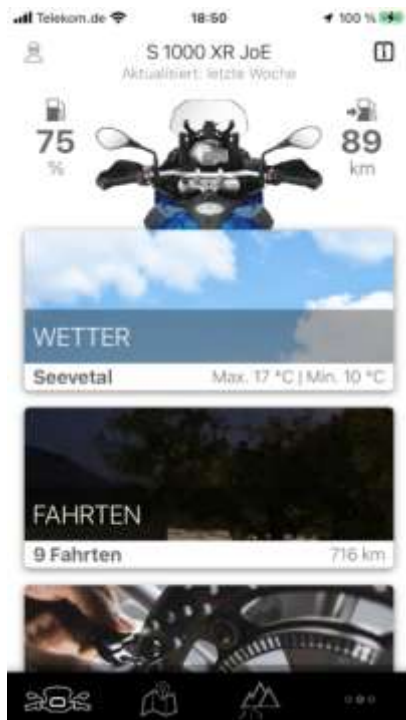 Telekom.de 18:50 100 %
S 1000 XR JoE
Aktualisiert: letzte Woche
75 89
% km
WETTER
Seevetal Max. 17 °C | Min. 10 °C
FAHRTEN
9 Fahrten 716 km